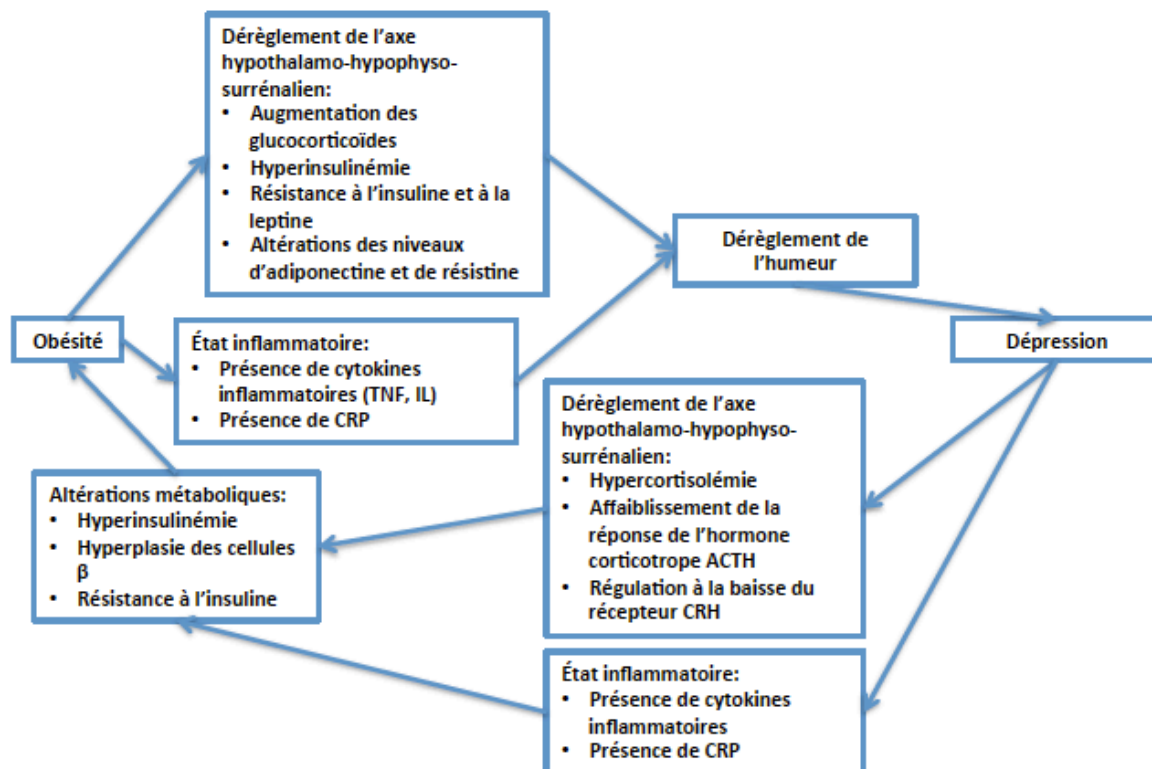 Dérèglement de l'axe
hypothalamo-hypophyso-
surrénalien:
• Augmentation des
glucocorticoïdes
• Hyperinsulinémie
• Résistance à l'insuline et à la
leptine
• Altérations des niveaux
d'adiponectine et de résistine
Dérèglement de
l'humeur
Obésité
État inflammatoire:
• Présence de cytokines
inflammatoires (TNF, IL)
• Présence de CRP
Dépression
Dérèglement de l'axe
hypothalamo-hypophyso-
surrénalien:
• Hypercortisolémie
• Affaiblissement de la
réponse de l'hormone
corticotrope ACTH
• Régulation à la baisse du
récepteur CRH
Altérations métaboliques:
• Hyperinsulinémie
• Hyperplasie des cellules
β
• Résistance à l'insuline
État inflammatoire:
• Présence de cytokines
inflammatoires
• Présence de CRP